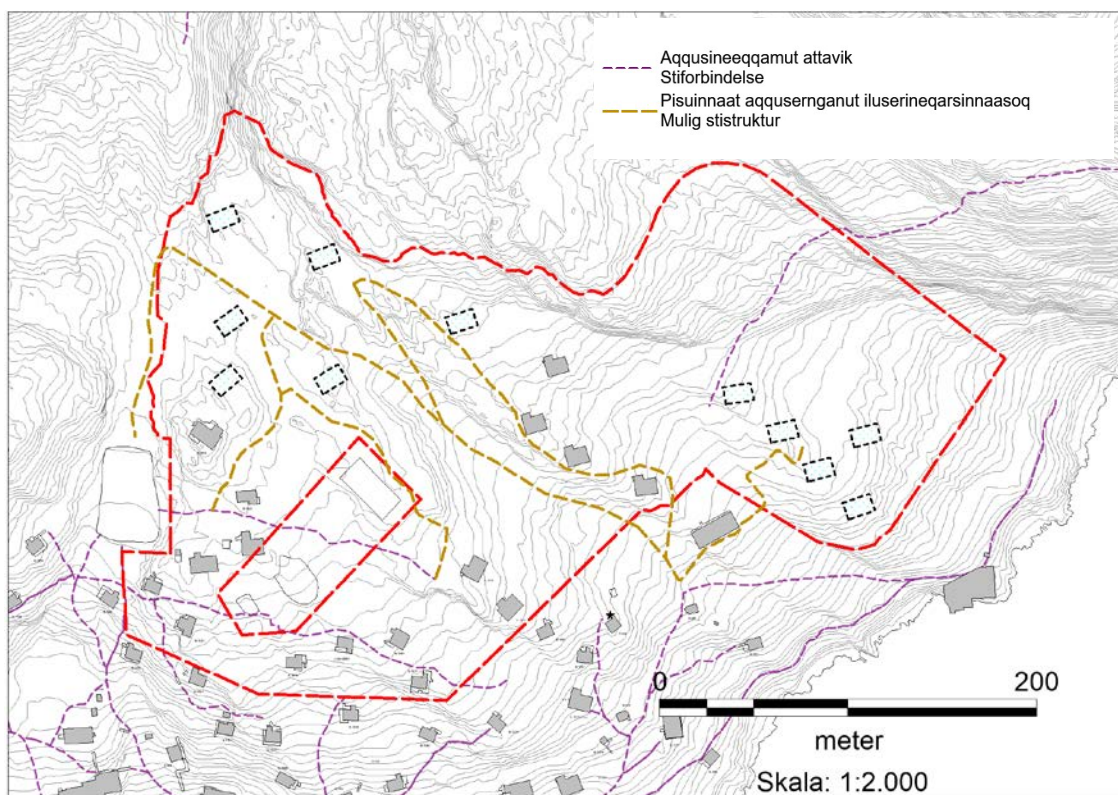 Aqqusineeqqamut attavik
Stiforbindelse
Pisuinnaat aqqusernganut iluserineqarsinnaasoq
Mulig stistruktur
0 200
meter
Skala: 1:2.000